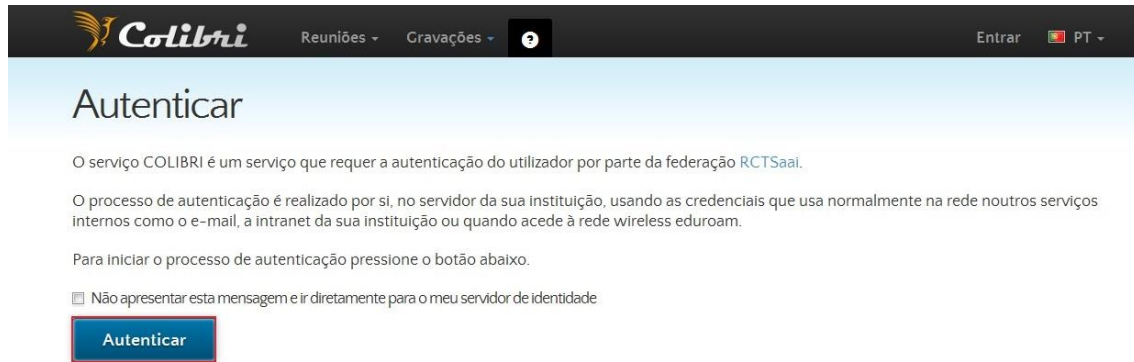 Colibri Reuniões Gravações ? Entrar PT
Autenticar
O serviço COLIBRI é um serviço que requer a autenticação do utilizador por parte da federação RCTSaai.
O processo de autenticação é realizado por si, no servidor da sua instituição, usando as credenciais que usa normalmente na rede noutros serviços
internos como o e-mail, a intranet da sua instituição ou quando acede à rede wireless eduroam.
Para iniciar o processo de autenticação pressione o botão abaixo.
Não apresentar esta mensagem e ir diretamente para o meu servidor de identidade
Autenticar